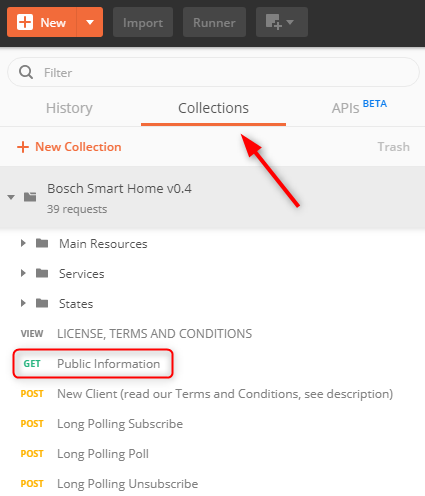 New Import Runner
Filter
History Collections APIs BETA
New Collection Trash
Bosch Smart Home v0.4
39 requests
Main Resources
Services
States
VIEW LICENSE, TERMS AND CONDITIONS
GET Public Information
POST New Client (read our Terms and Conditions, see description)
POST Long Polling Subscribe
POST Long Polling Poll
POST Long Polling Unsubscribe